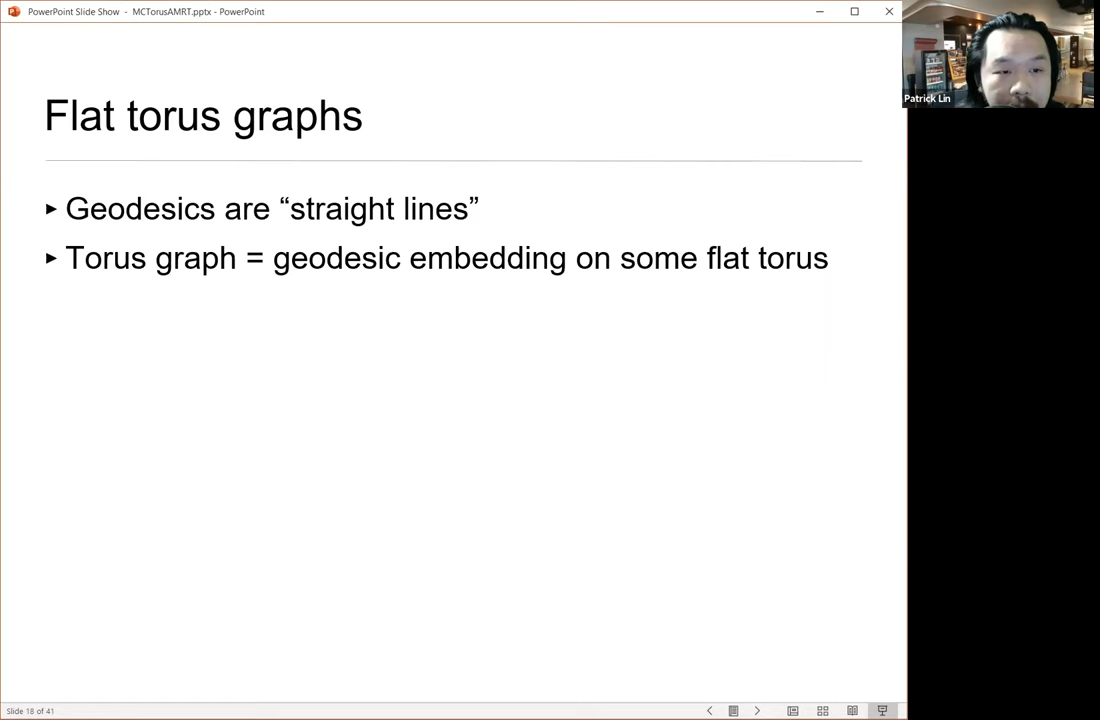 PowerPoint Slide Show - MCTorusAMRT.pptx - PowerPoint
Patrick Lin
Flat torus graphs
▸ Geodesics are “straight lines”
▸ Torus graph = geodesic embedding on some flat torus
Slide 18 of 41